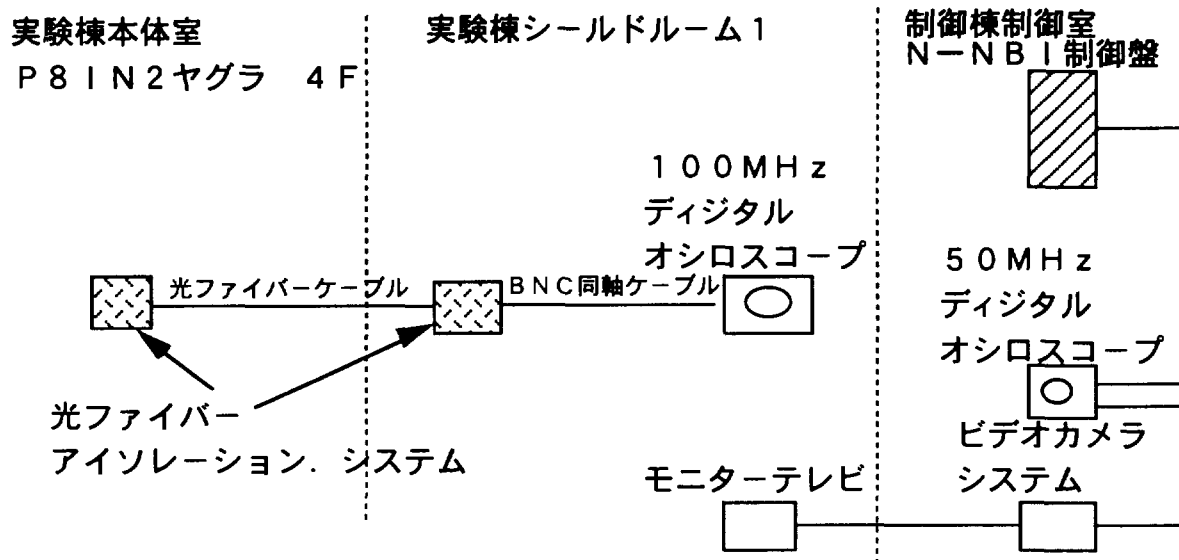 実験棟本体室
P8IN2ヤグラ 4F
実験棟シールドルーム1
制御棟制御室
N－NBI制御盤
100MHz
ディジタル
オシロスコープ
50MHz
ディジタル
オシロスコープ
光ファイバーケーブル
BNC同軸ケーブル
光ファイバー
アイソレーション．システム
モニターテレビ
ビデオカメラ
システム